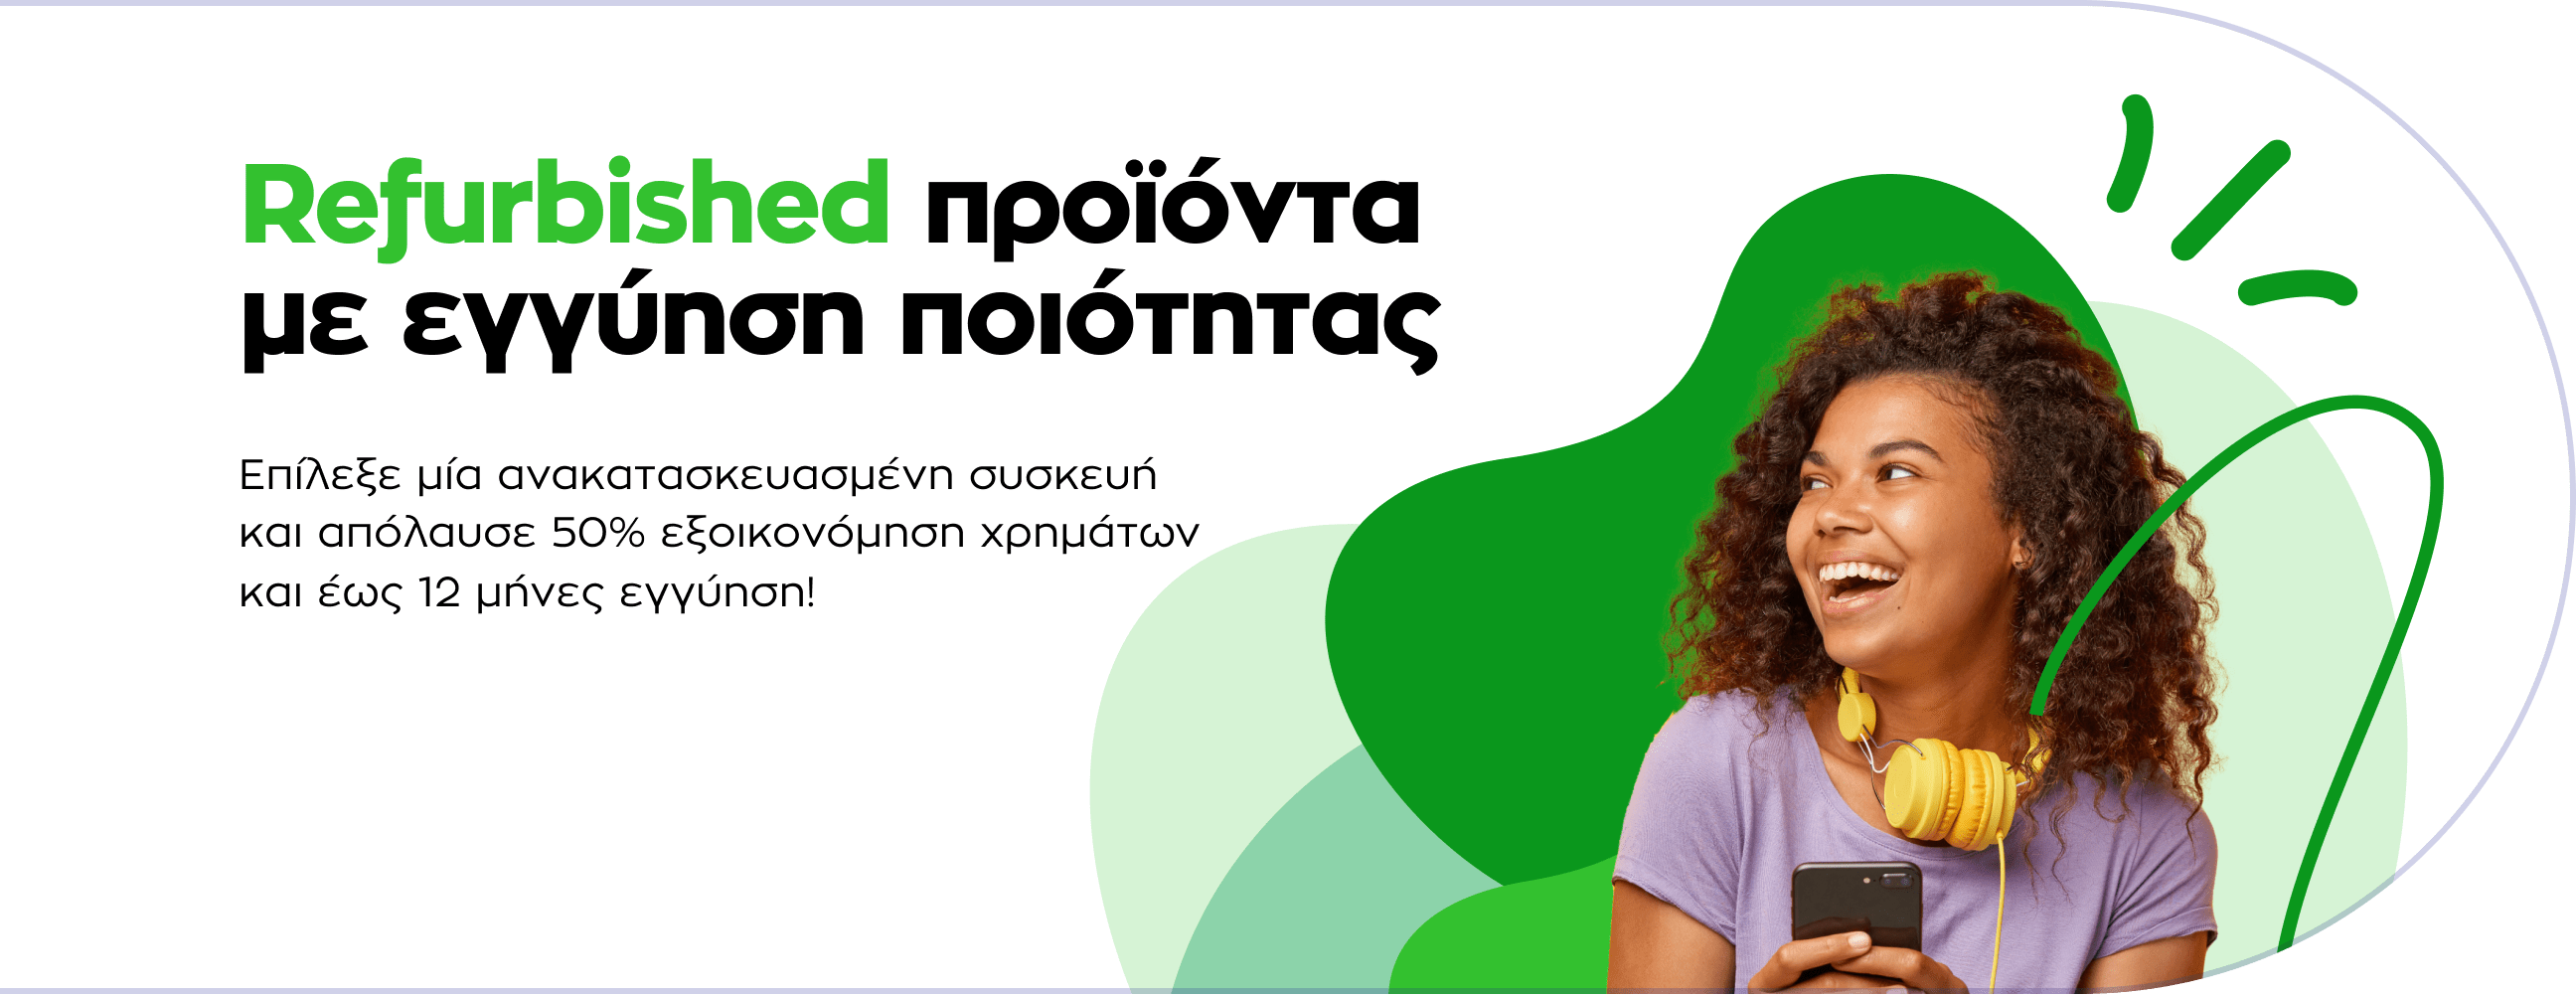 Refurbished προϊόντα
με εγγύηση ποιότητας
Επίλεξε μία ανακατασκευασμένη συσκευή
και απόλαυσε 50% εξοικονόμηση χρημάτων
και έως 12 μήνες εγγύηση!